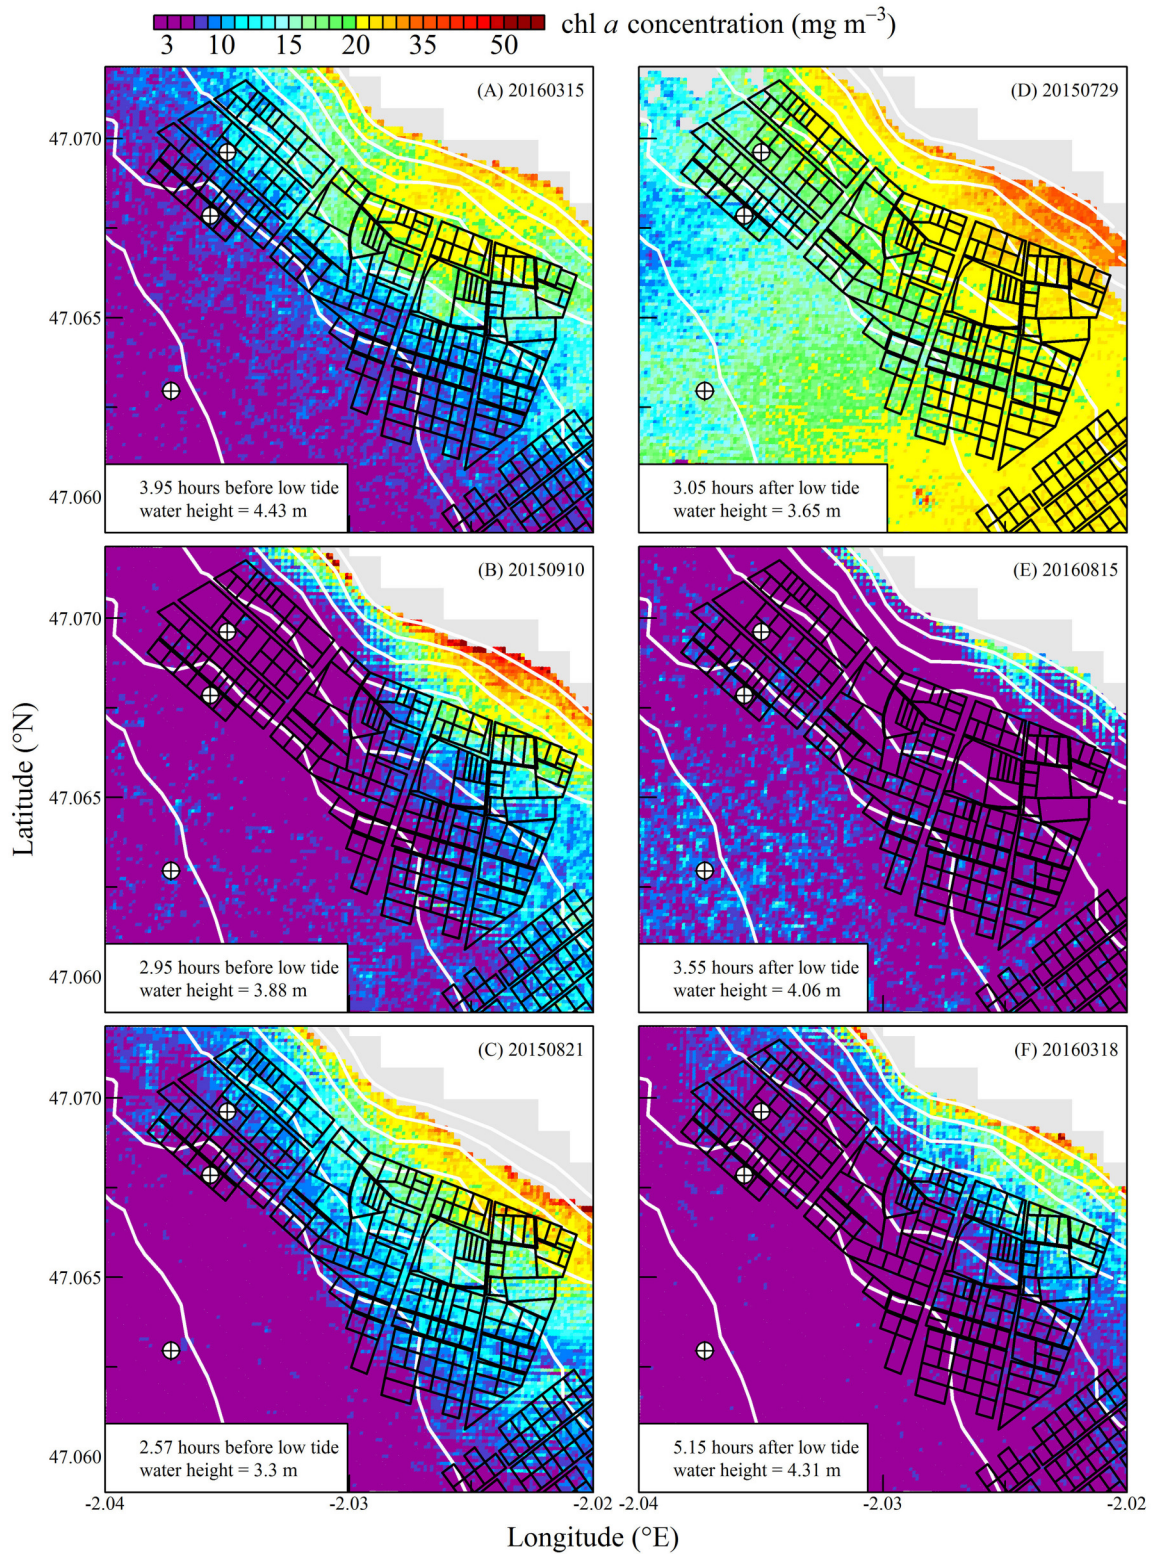 chl a concentration (mg m⁻³)
3 10 15 20 35 50
(A) 20160315
3.95 hours before low tide
water height = 4.43 m
(D) 20150729
3.05 hours after low tide
water height = 3.65 m
47.070
47.065
47.060
(B) 20150910
2.95 hours before low tide
water height = 3.88 m
(E) 20160815
3.55 hours after low tide
water height = 4.06 m
47.070
47.065
47.060
Latitude (°N)
(C) 20150821
2.57 hours before low tide
water height = 3.3 m
(F) 20160318
5.15 hours after low tide
water height = 4.31 m
47.070
47.065
47.060
-2.04 -2.03 -2.02 -2.03 -2.02
Longitude (°E)